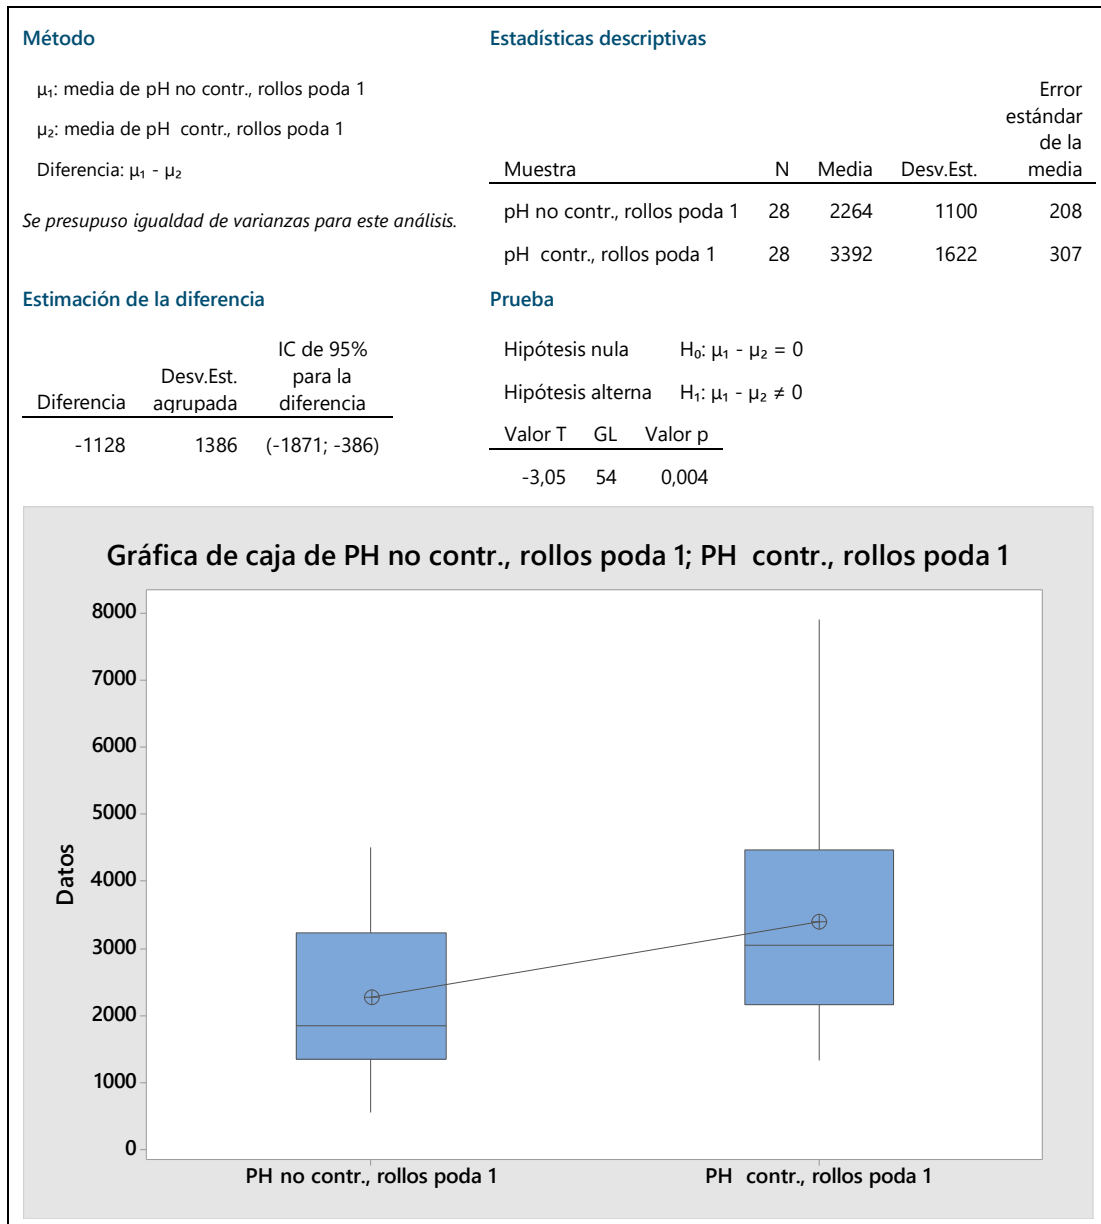 Método
μ₁: media de pH no contr., rollos poda 1
μ₂: media de pH  contr., rollos poda 1
Diferencia: μ₁ - μ₂
Se presupuso igualdad de varianzas para este análisis.
Estadísticas descriptivas
Error
estándar
de la
Muestra N Media Desv.Est. media
pH no contr., rollos poda 1 28 2264 1100 208
pH  contr., rollos poda 1 28 3392 1622 307
Estimación de la diferencia
IC de 95%
Desv.Est. para la
Diferencia agrupada diferencia
-1128 1386 (-1871; -386)
Prueba
Hipótesis nula H₀: μ₁ - μ₂ = 0
Hipótesis alterna H₁: μ₁ - μ₂ ≠ 0
Valor T GL Valor p
-3,05 54 0,004
Gráfica de caja de PH no contr., rollos poda 1; PH  contr., rollos poda 1
8000
7000
6000
5000
4000
3000
2000
1000
0
Datos
PH no contr., rollos poda 1 PH  contr., rollos poda 1